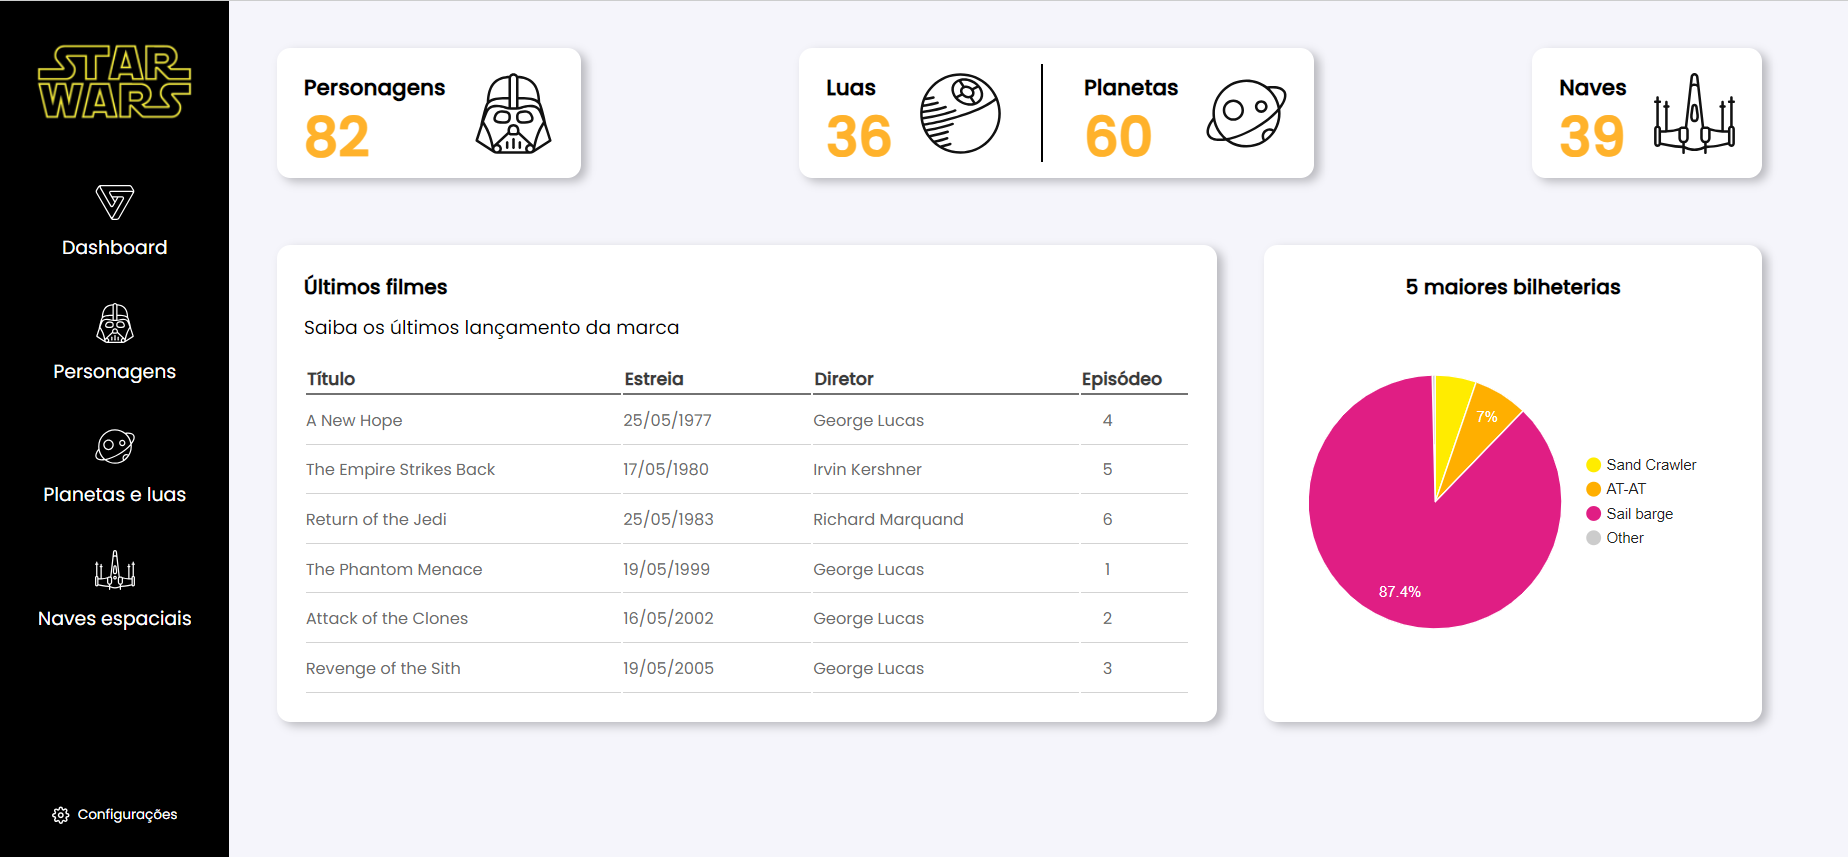 STAR
WARS
Dashboard
Personagens
Planetas e luas
Naves espaciais
Configurações
Personagens
82
Luas
36
Planetas
60
Naves
39
Últimos filmes
Saiba os últimos lançamento da marca
Título Estreia Diretor Episódeo
A New Hope 25/05/1977 George Lucas 4
The Empire Strikes Back 17/05/1980 Irvin Kershner 5
Return of the Jedi 25/05/1983 Richard Marquand 6
The Phantom Menace 19/05/1999 George Lucas 1
Attack of the Clones 16/05/2002 George Lucas 2
Revenge of the Sith 19/05/2005 George Lucas 3
5 maiores bilheterias
7%
87.4%
Sand Crawler
AT-AT
Sail barge
Other